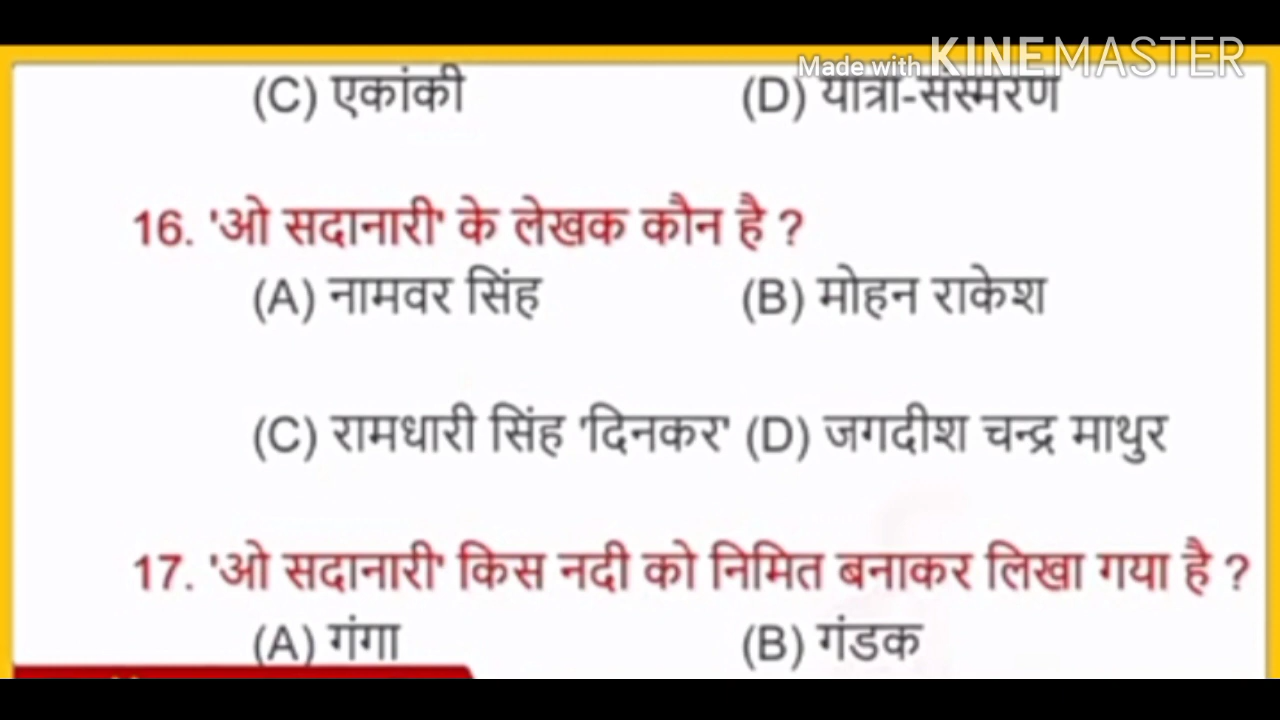 Made with KINEMASTER
(C) एकांकी (D) यात्रा-संस्मरण
16. 'ओ सदानारी' के लेखक कौन है ?
(A) नामवर सिंह (B) मोहन राकेश
(C) रामधारी सिंह 'दिनकर' (D) जगदीश चन्द्र माथुर
17. 'ओ सदानारी' किस नदी को निमित बनाकर लिखा गया है ?
(A) गंगा (B) गंडक